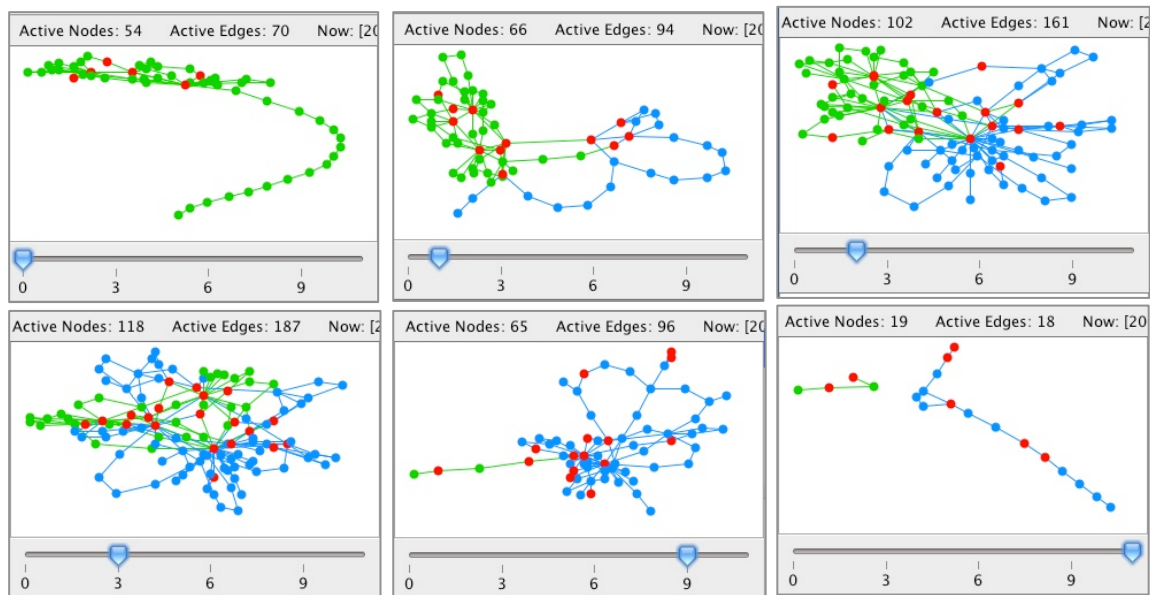 Active Nodes: 54 Active Edges: 70 Now: [20
0 3 6 9
Active Nodes: 66 Active Edges: 94 Now: [20
0 3 6 9
Active Nodes: 102 Active Edges: 161 Now: [2
0 3 6 9
Active Nodes: 118 Active Edges: 187 Now: [2
0 3 6 9
Active Nodes: 65 Active Edges: 96 Now: [20
0 3 6 9
Active Nodes: 19 Active Edges: 18 Now: [20
0 3 6 9